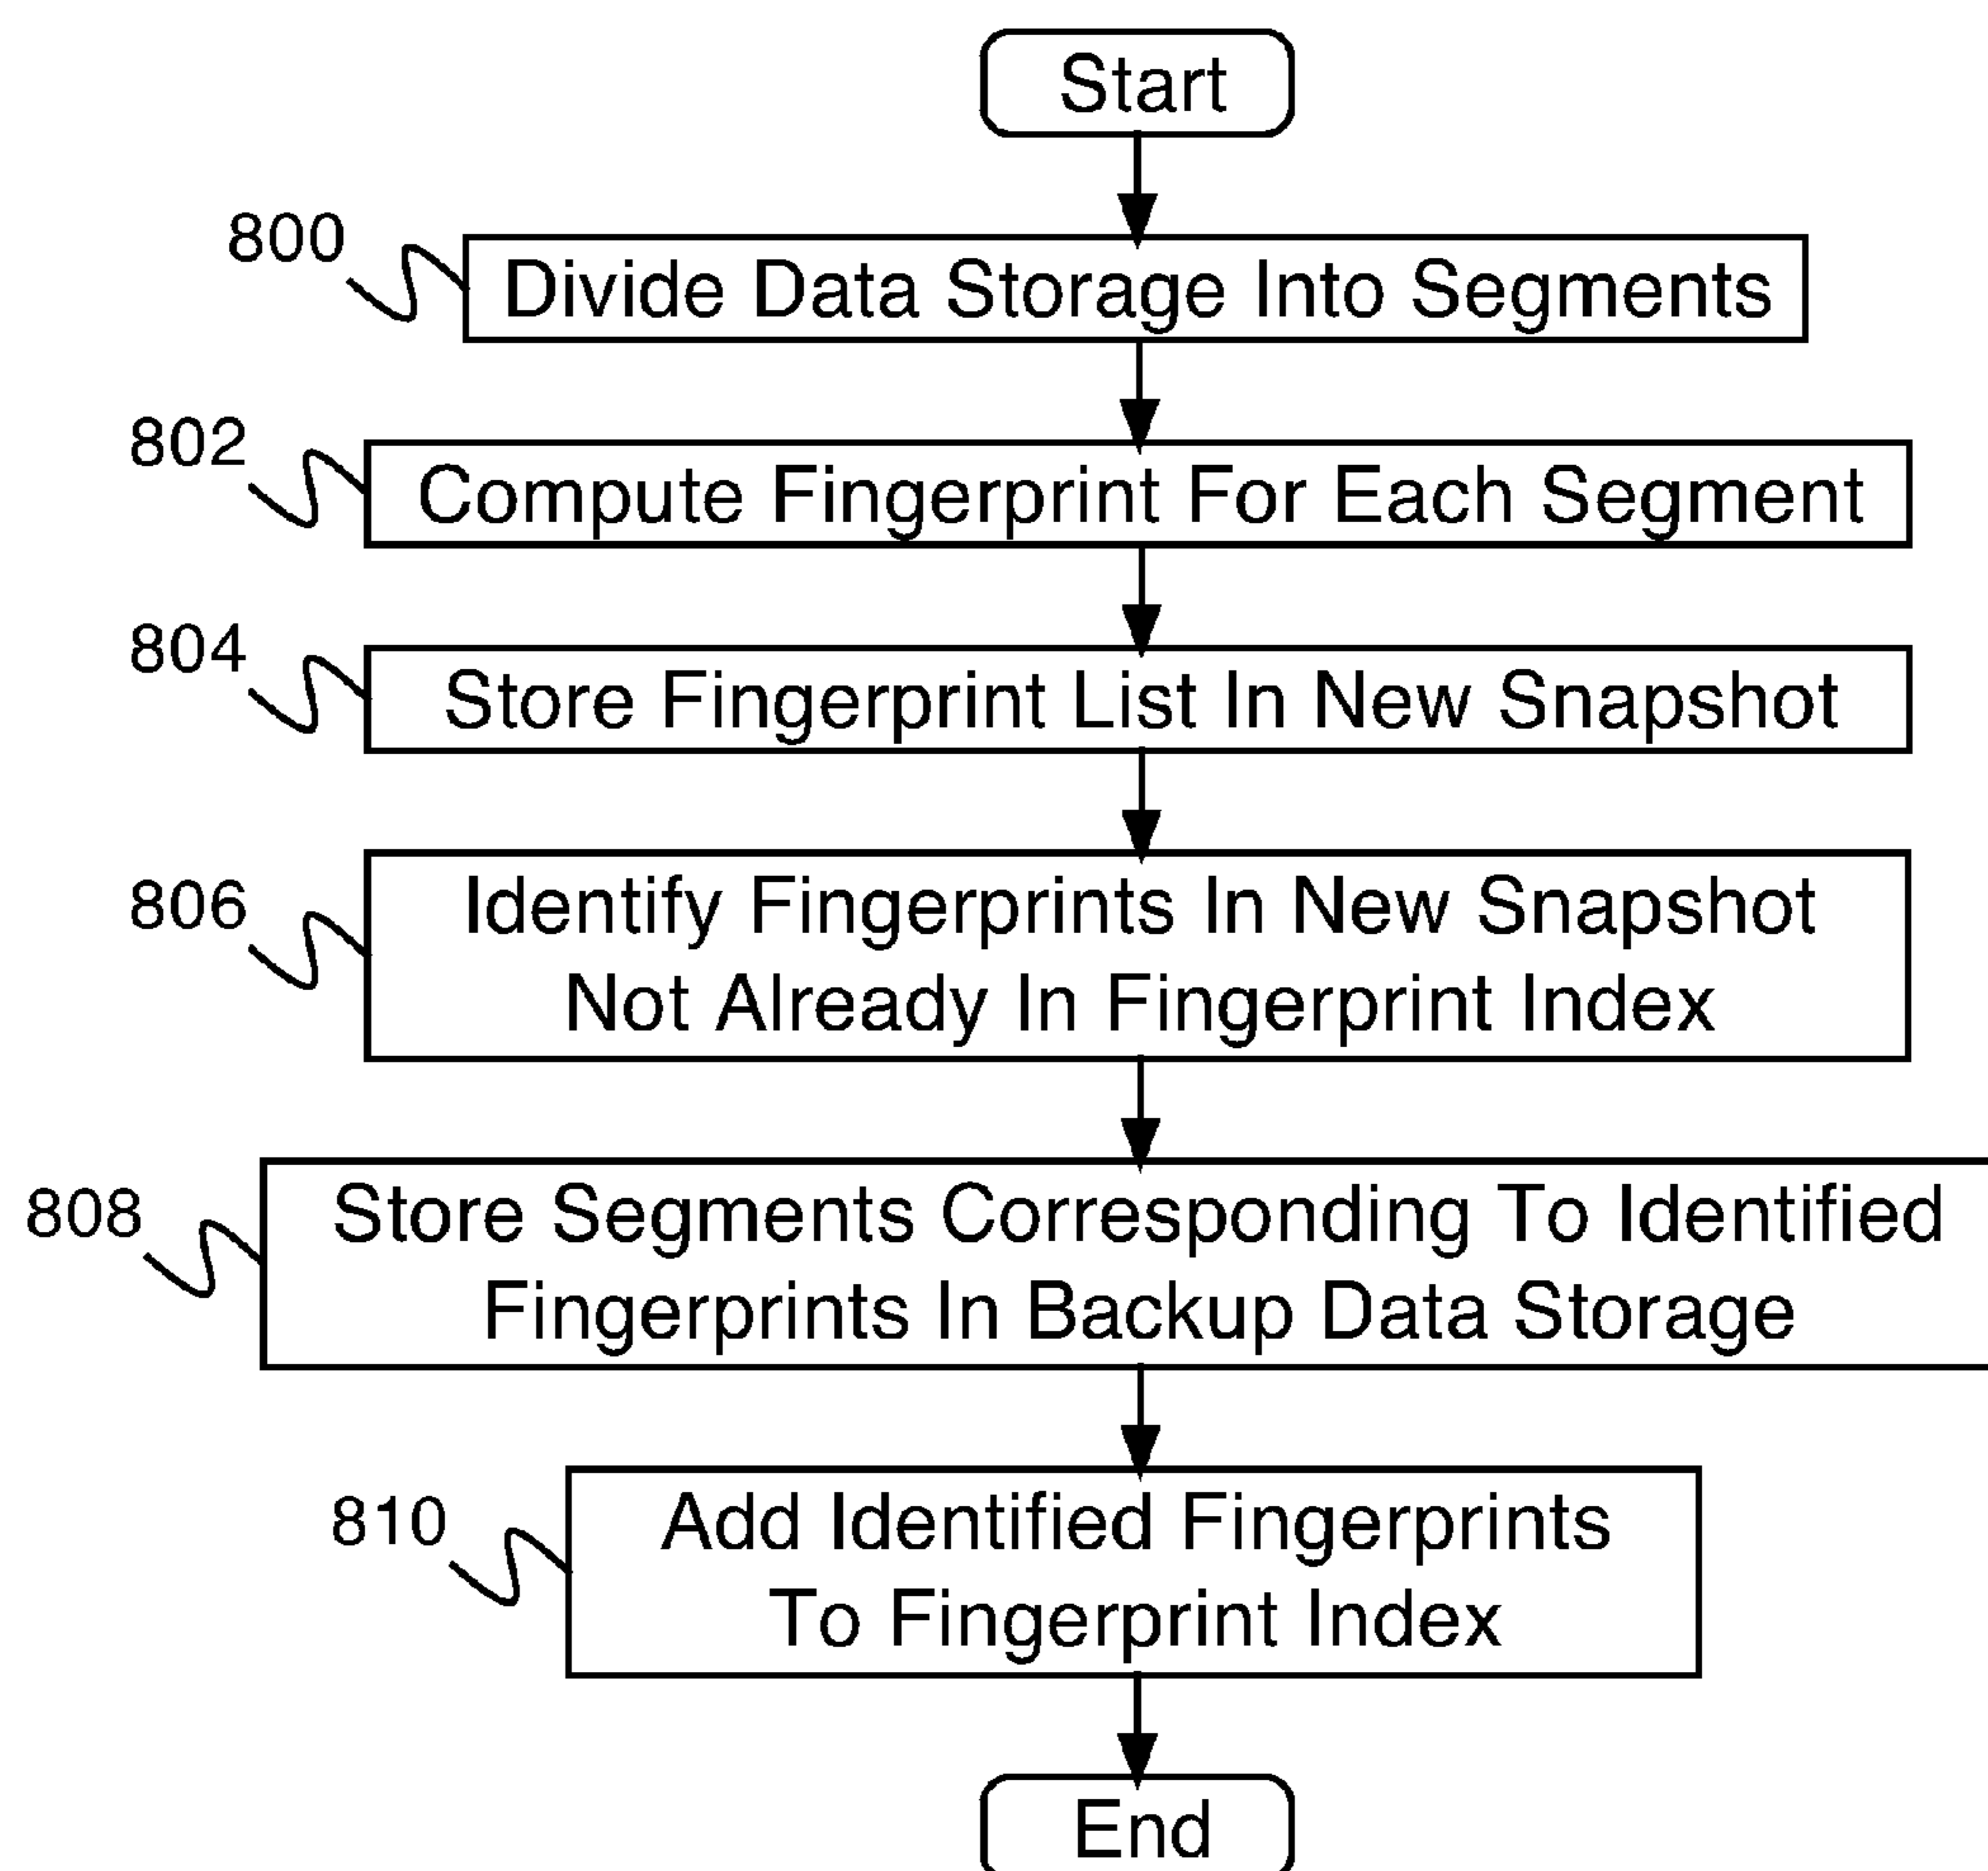 Start
800
Divide Data Storage Into Segments
802
Compute Fingerprint For Each Segment
804
Store Fingerprint List In New Snapshot
806
Identify Fingerprints In New Snapshot
Not Already In Fingerprint Index
808
Store Segments Corresponding To Identified
Fingerprints In Backup Data Storage
810
Add Identified Fingerprints
To Fingerprint Index
End